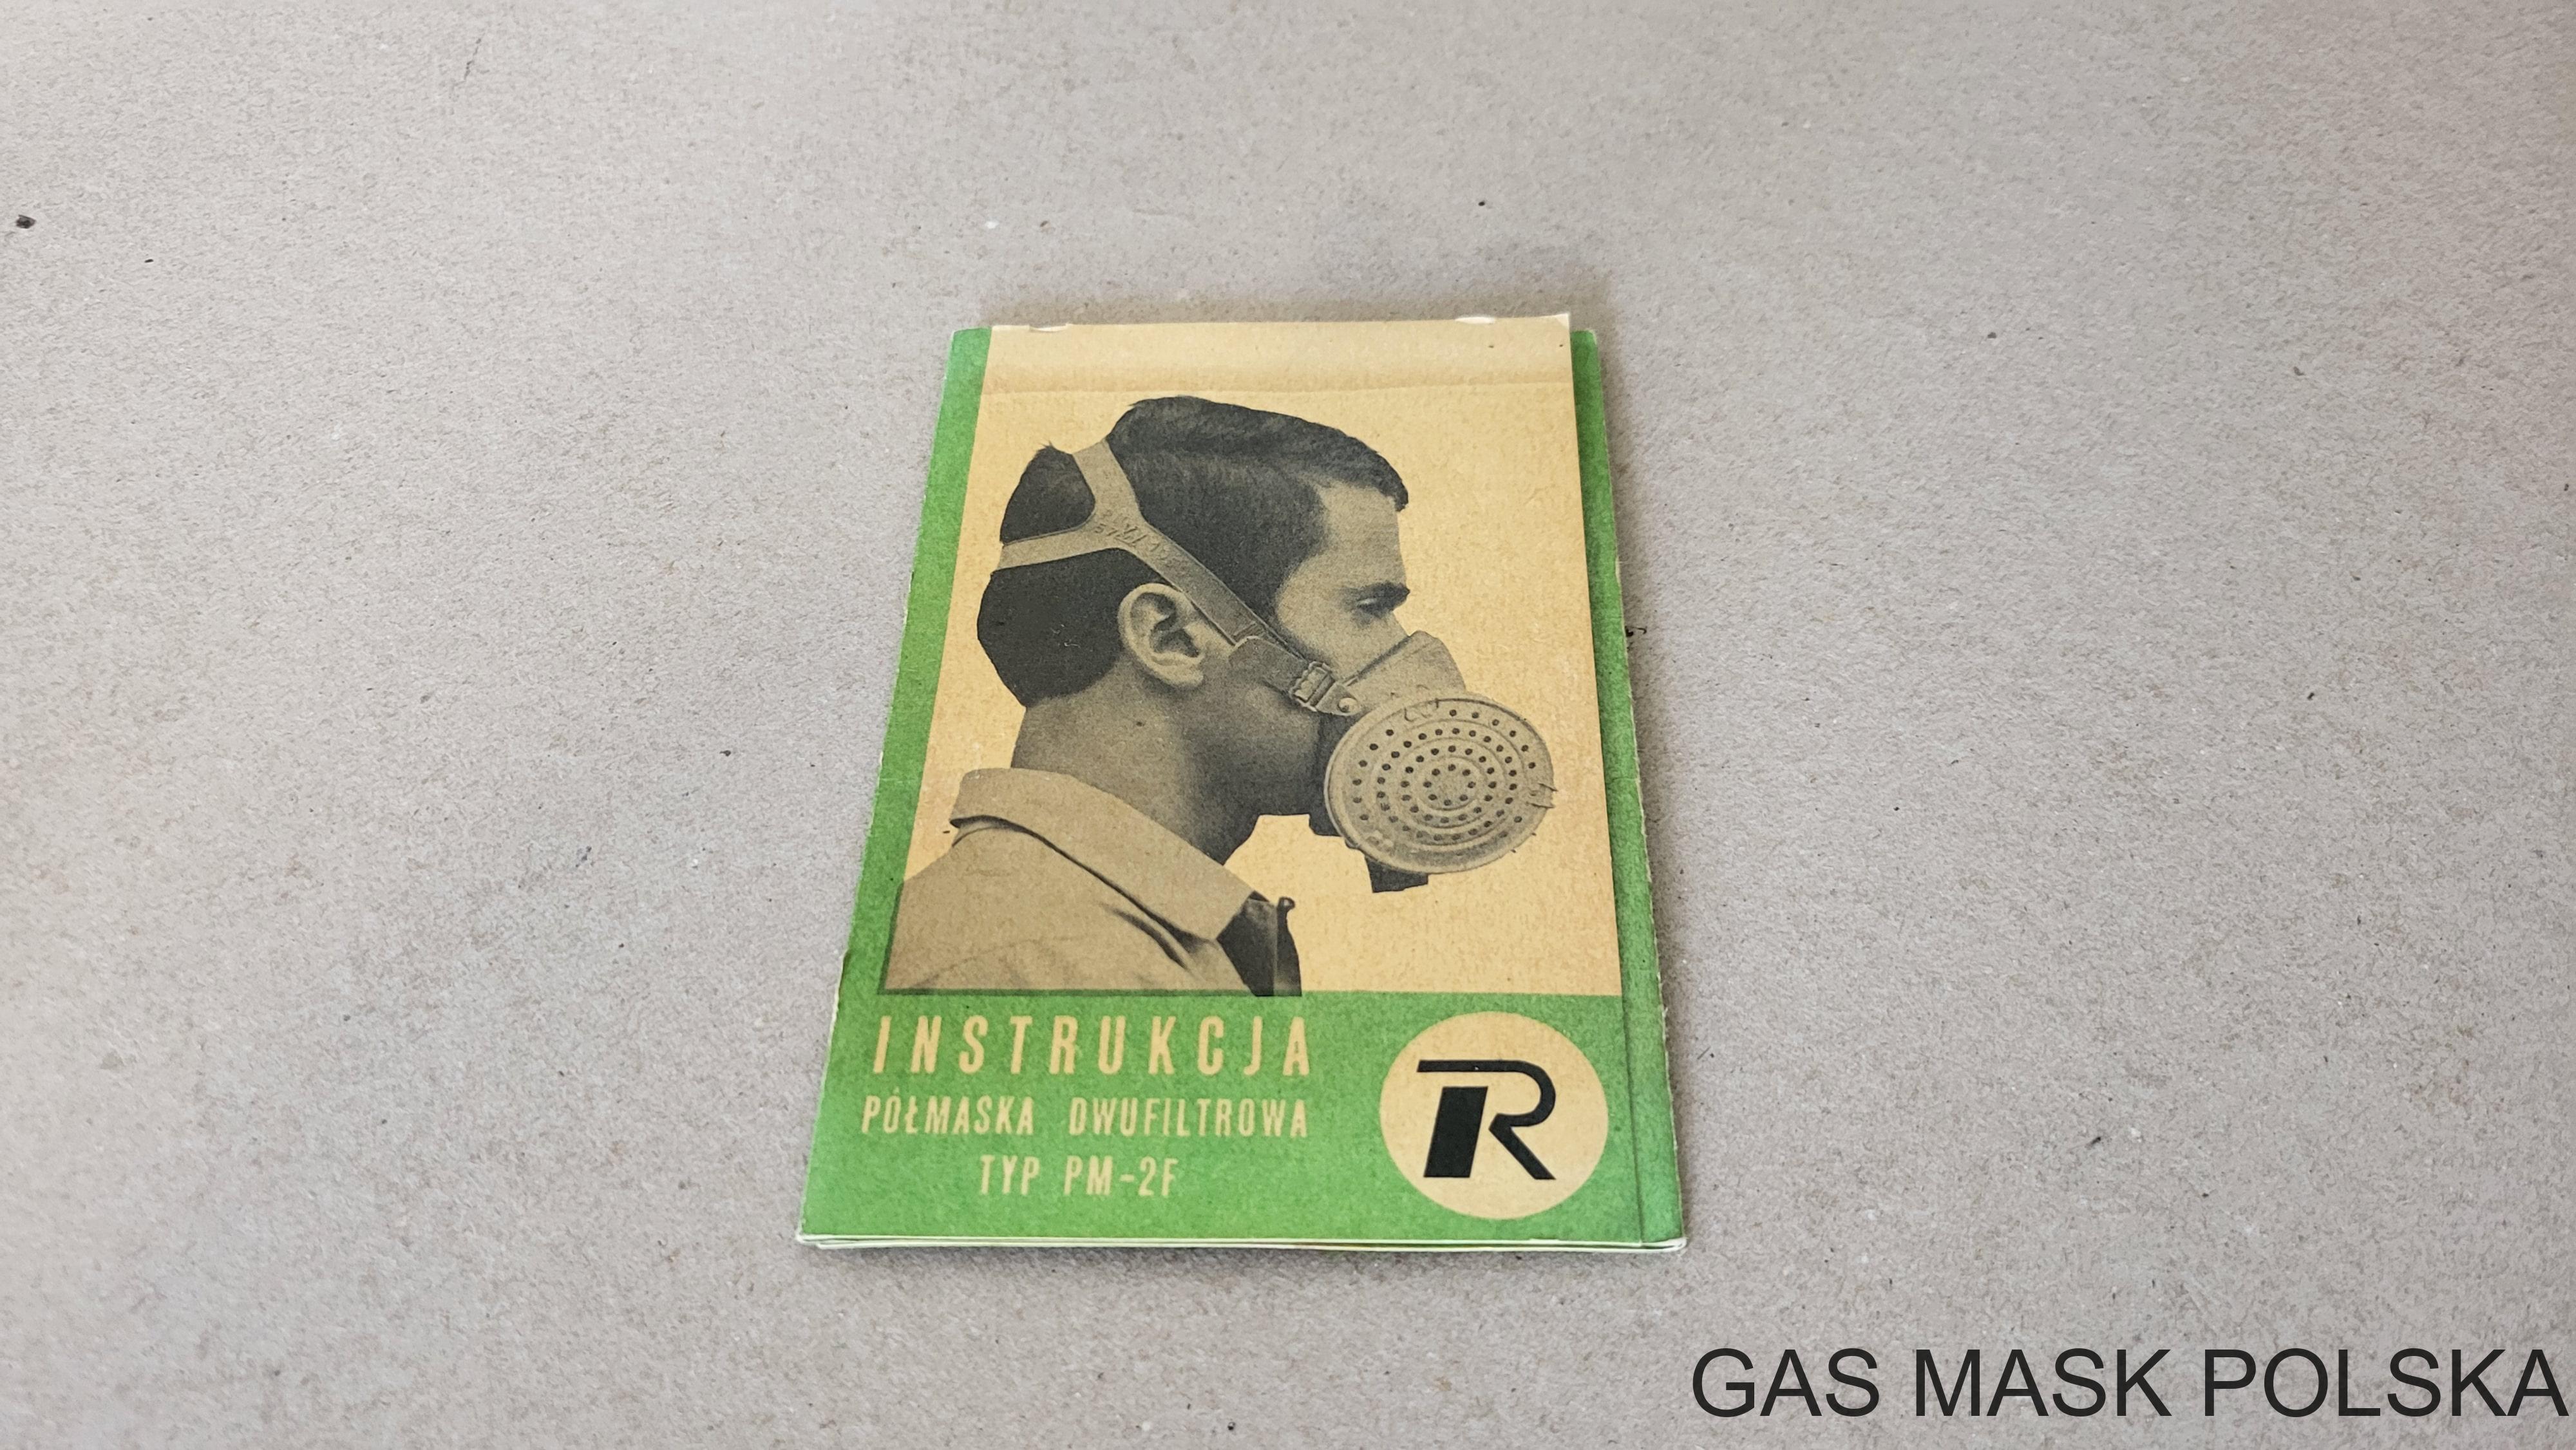 INSTRUKCJA
PÓŁMASKA DWUFILTROWA
TYP PM-2F
R
GAS MASK POLSKA